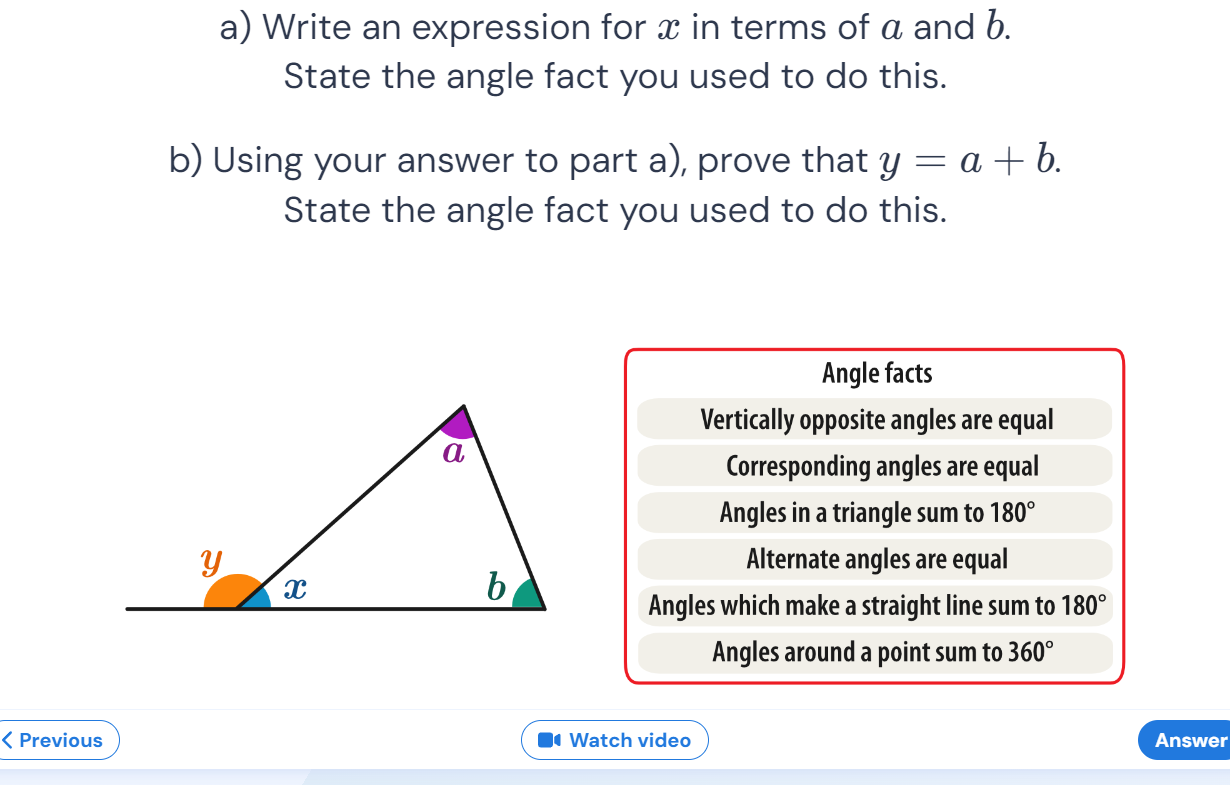 a) Write an expression for x in terms of a and b.
State the angle fact you used to do this.
b) Using your answer to part a), prove that y = a + b.
State the angle fact you used to do this.
Angle facts
Vertically opposite angles are equal
Corresponding angles are equal
Angles in a triangle sum to 180°
Alternate angles are equal
Angles which make a straight line sum to 180°
Angles around a point sum to 360°
a
y
x
b
Previous
Watch video
Answer